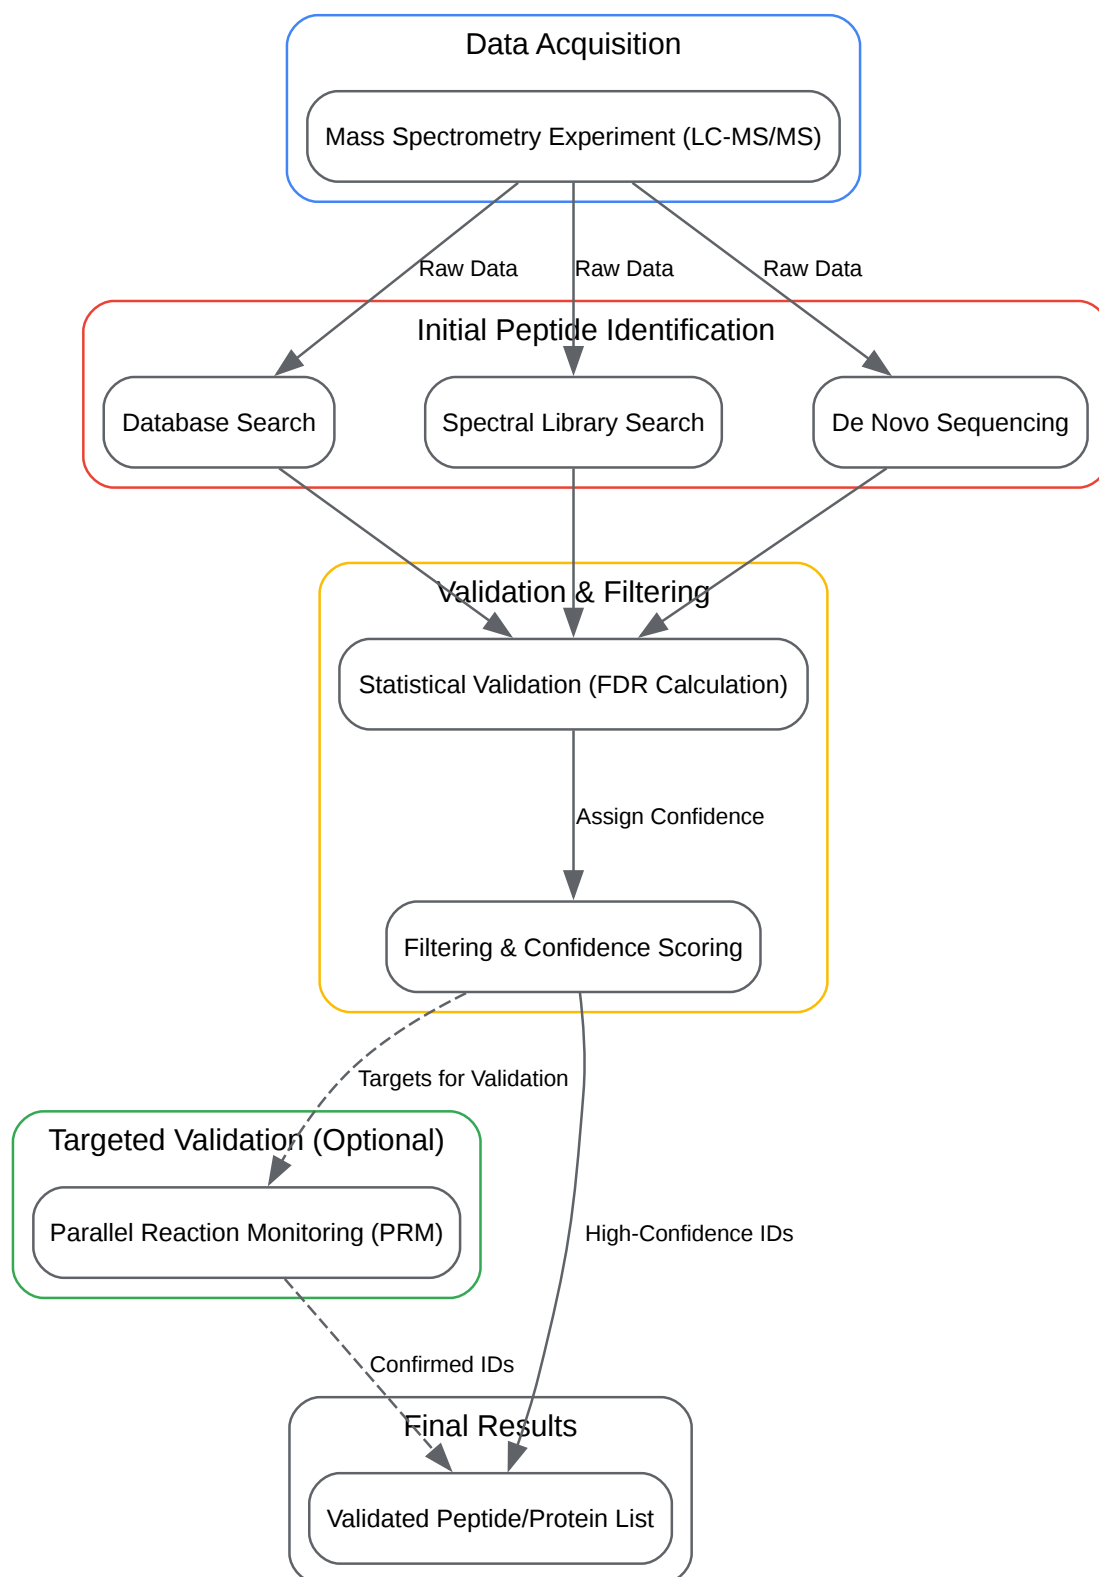 Data Acquisition
Mass Spectrometry Experiment (LC-MS/MS)
Raw Data
Raw Data
Raw Data
Initial Peptide Identification
Database Search
Spectral Library Search
De Novo Sequencing
Validation & Filtering
Statistical Validation (FDR Calculation)
Assign Confidence
Filtering & Confidence Scoring
Targets for Validation
Targeted Validation (Optional)
Parallel Reaction Monitoring (PRM)
High-Confidence IDs
Confirmed IDs
Final Results
Validated Peptide/Protein List